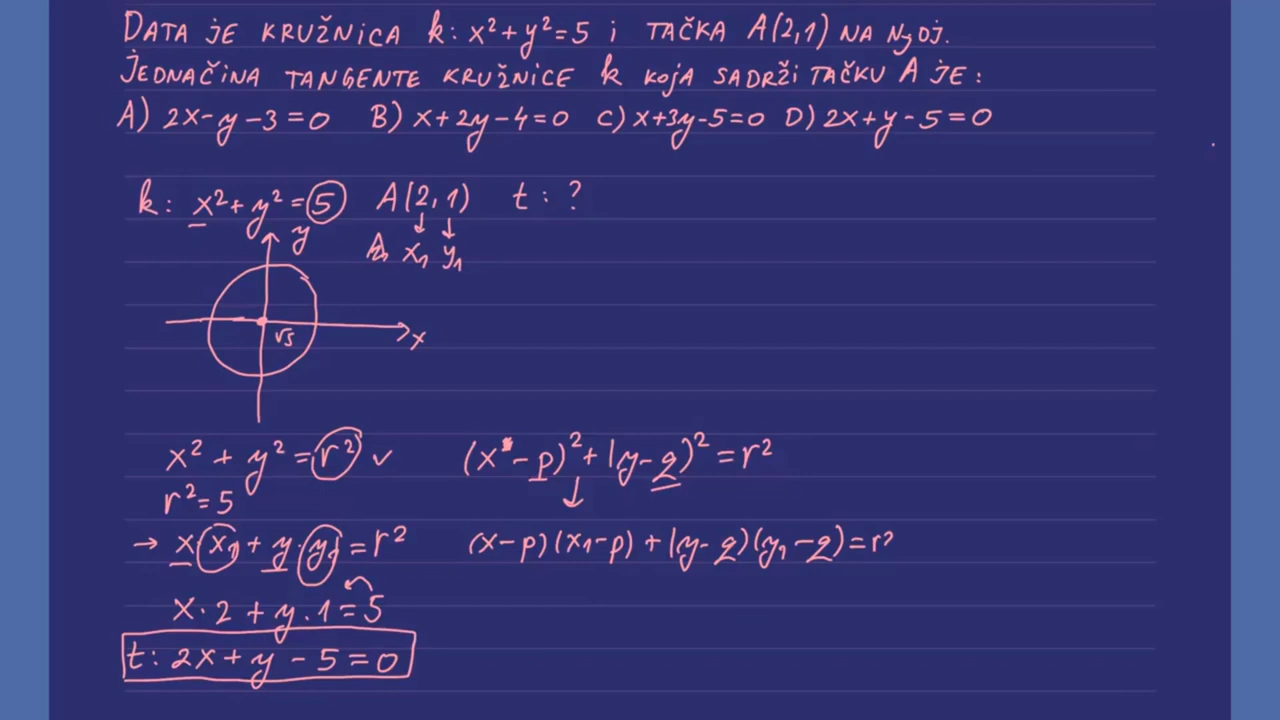 DATA JE KRUŽNICA k: x²+y²=5 i TAČKA A(2,1) NA NJOJ.
JEDNAČINA TANGENTE KRUŽNICE k KOJA SADRŽI TAČKU A JE:
A) 2x-y-3=0 B) x+2y-4=0 C) x+3y-5=0 D) 2x+y-5=0
k: x²+y²=5 A(2,1) t: ?
y
x₁ y₁
√5
x
x²+y²=r² ✓ (x-p)²+(y-q)²=r²
r²=5
→ x x₁+y y₁=r² (x-p)(x₁-p)+(y-q)(y₁-q)=r²
x·2+y·1=5
t: 2x+y-5=0